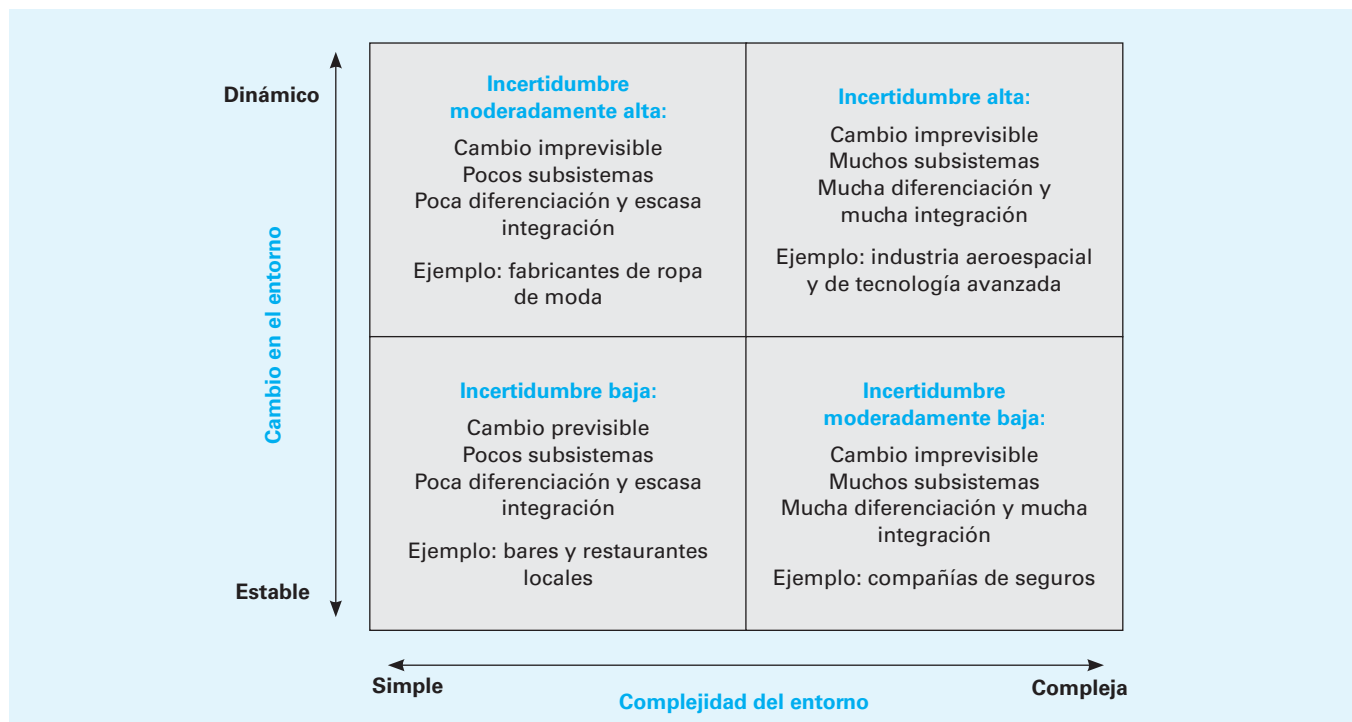 Dinámico
Cambio en el entorno
Estable
Incertidumbre
moderadamente alta:
Cambio imprevisible
Pocos subsistemas
Poca diferenciación y escasa
integración
Ejemplo: fabricantes de ropa
de moda
Incertidumbre alta:
Cambio imprevisible
Muchos subsistemas
Mucha diferenciación y
mucha integración
Ejemplo: industria aeroespacial
y de tecnología avanzada
Incertidumbre baja:
Cambio previsible
Pocos subsistemas
Poca diferenciación y escasa
integración
Ejemplo: bares y restaurantes
locales
Incertidumbre
moderadamente baja:
Cambio imprevisible
Muchos subsistemas
Mucha diferenciación y mucha
integración
Ejemplo: compañías de seguros
Simple
Compleja
Complejidad del entorno